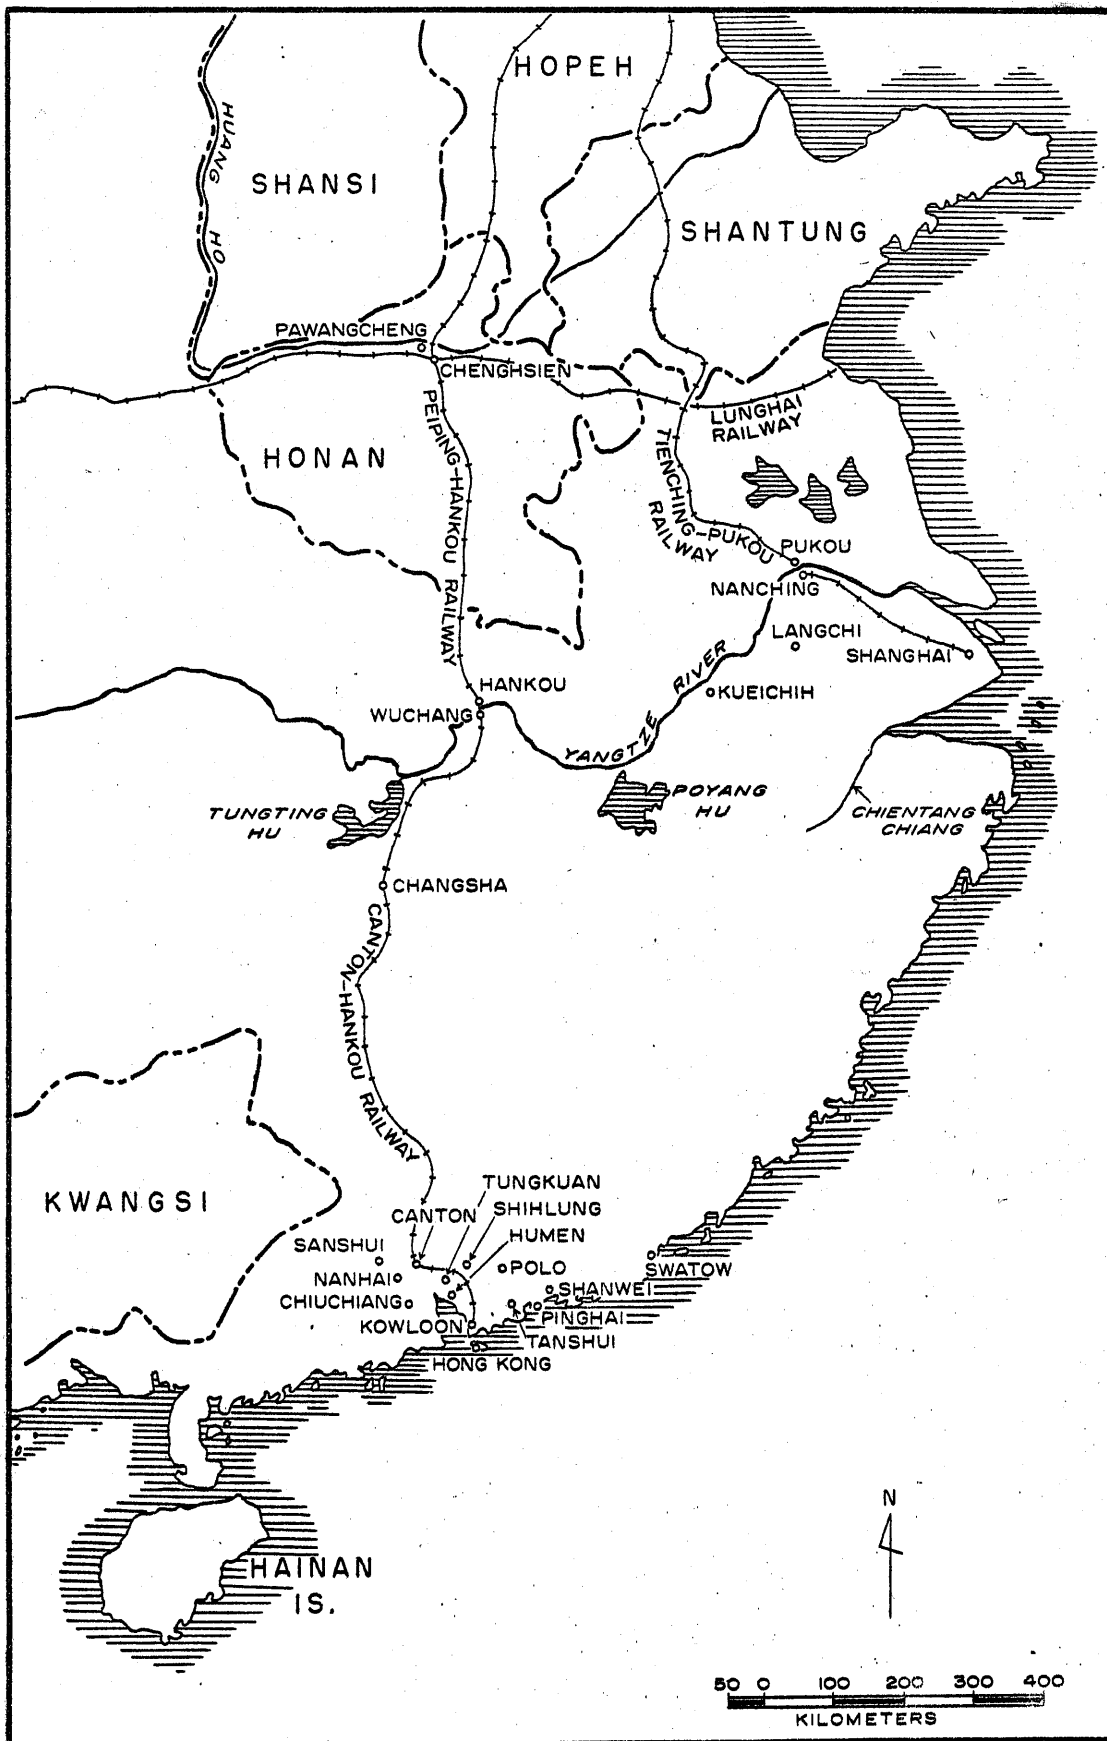 HOPEH
HUANG HO
SHANSI
SHANTUNG
PAWANGCHENG
CHENGHSIEN
LUNGHAI
RAILWAY
PEIPING-HANKOU RAILWAY
HONAN
TIENCHING-PUKOU
RAILWAY
PUKOU
NANCHING
LANGCHI
SHANGHAI
HANKOU
KUEICHIH
WUCHANG
YANGTZE RIVER
TUNGTING
HU
POYANG
HU
CHIENTANG
CHIANG
CHANGSHA
CANTON-HANKOU RAILWAY
KWANGSI
TUNGKUAN
SHIHLUNG
CANTON
HUMEN
SANSHUI
POLO
SWATOW
NANHAI
SHANWEI
CHIUCHIANG
PINGHAI
KOWLOON
TANSHUI
HONG KONG
N
HAINAN
IS.
50 0 100 200 300 400
KILOMETERS